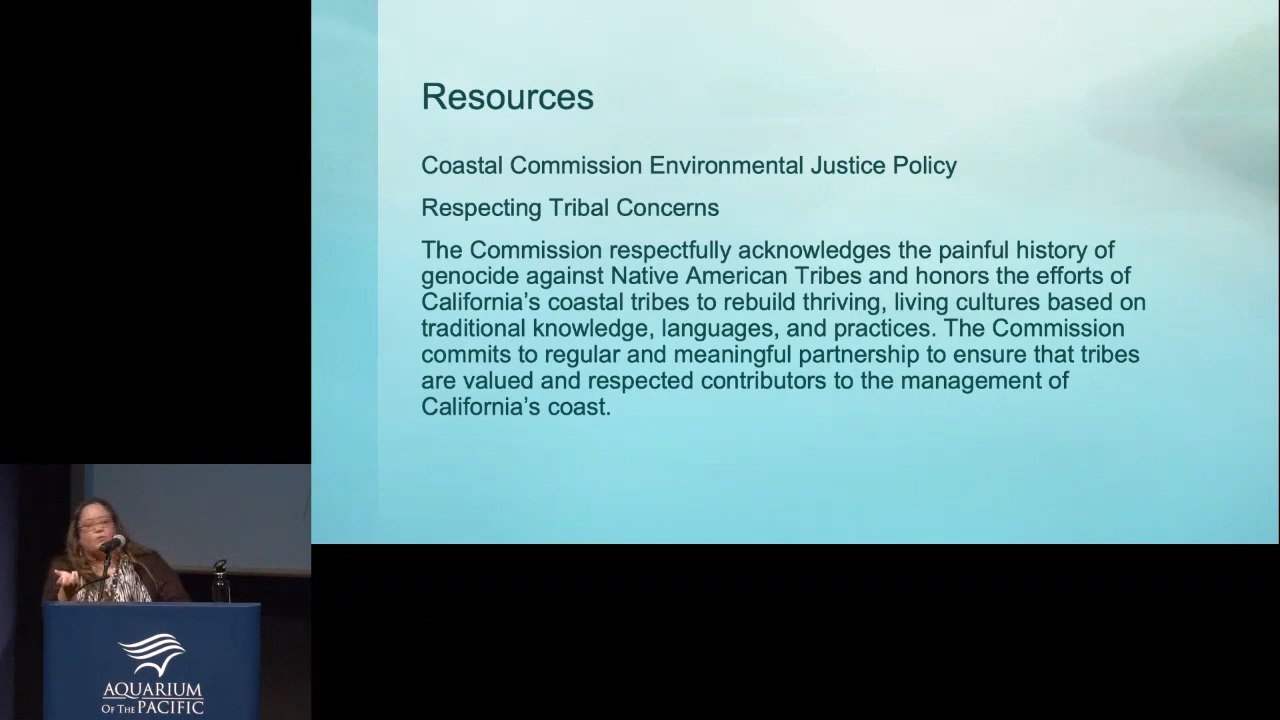 Resources
Coastal Commission Environmental Justice Policy
Respecting Tribal Concerns
The Commission respectfully acknowledges the painful history of
genocide against Native American Tribes and honors the efforts of
California’s coastal tribes to rebuild thriving, living cultures based on
traditional knowledge, languages, and practices. The Commission
commits to regular and meaningful partnership to ensure that tribes
are valued and respected contributors to the management of
California’s coast.
AQUARIUM
OF THE PACIFIC